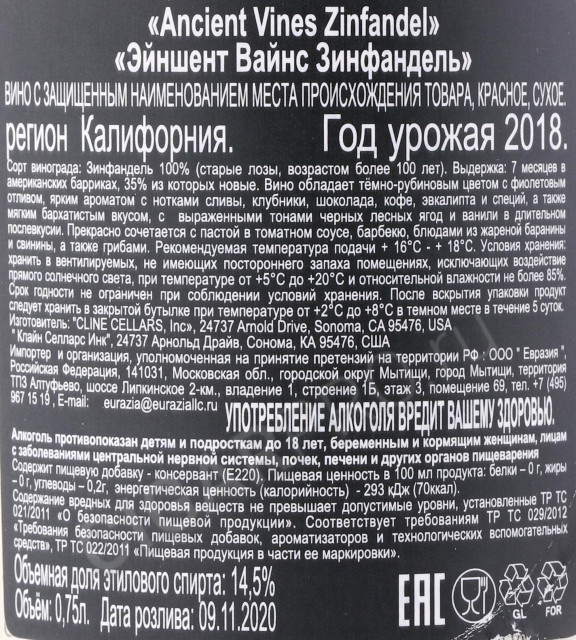 «Ancient Vines Zinfandel»
«Эйншент Вайнс Зинфандель»
ВИНО С ЗАЩИЩЕННЫМ НАИМЕНОВАНИЕМ МЕСТА ПРОИСХОЖДЕНИЯ ТОВАРА, КРАСНОЕ, СУХОЕ.
регион Калифорния. Год урожая 2018.
Сорт винограда: Зинфандель 100% (старые лозы, возрастом более 100 лет). Выдержка: 7 месяцев в
американских баррикaх, 35% из которых новые. Вино обладает тёмно-рубиновым цветом с фиолетовым
отливом, ярким ароматом с нотками сливы, клубники, шоколада, кофе, эвкалипта и специй, а также
мягким бархатистым вкусом, с выраженными тонами черных лесных ягод и ванили в длительном
послевкусии. Прекрасно сочетается с пастой в томатном соусе, барбекю, блюдами из жареной баранины
и свинины, а также грибами. Рекомендуемая температура подачи + 16°C - + 18°C. Условия хранения:
хранить в вентилируемых, не имеющих постороннего запаха помещениях, исключающих воздействие
прямого солнечного света, при температуре от +5°C до +20°C и относительной влажности не более 85%.
Срок годности не ограничен при соблюдении условий хранения. После вскрытия упаковки продукт
следует хранить в закрытой бутылке при температуре от +2°C до +8°C в темном месте в течение 5 суток.
Изготовитель: "CLINE CELLARS, Inc», 24737 Arnold Drive, Sonoma, CA 95476, USA
" Клайн Селларс Инк", 24737 Арнольд Драйв, Сонома, КА 95476, США
Импортер и организация, уполномоченная на принятие претензий на территории РФ : ООО " Евразия ",
Российская Федерация, 141031, Московская обл., городской округ Мытищи, город Мытищи, территория
ТПЗ Алтуфьево, шоссе Липкинское 2-км., владение 1, строение 1Б, этаж 3, помещение 69, тел. +7 (495)
967 15 19 , E-mail: eurazia@euraziallc.ru УПОТРЕБЛЕНИЕ АЛКОГОЛЯ ВРЕДИТ ВАШЕМУ ЗДОРОВЬЮ.
Алкоголь противопоказан детям и подросткам до 18 лет, беременным и кормящим женщинам, лицам
с заболеваниями центральной нервной системы, почек, печени и других органов пищеварения
Содержит пищевую добавку - консервант (Е220). Пищевая ценность в 100 мл продукта: белки – 0 г, жиры
– 0 г, углеводы – 0,2г, энергетическая ценность (калорийность) - 293 кДж (70ккал).
Содержание вредных для здоровья веществ не превышает допустимые уровни, установленные ТР ТС
021/2011 «О безопасности пищевой продукции». Соответствует требованиям ТР ТС 029/2012
«Требования безопасности пищевых добавок, ароматизаторов и технологических вспомогательных
средств», ТР ТС 022/2011 «Пищевая продукция в части ее маркировки».
Объемная доля этилового спирта: 14,5%
Объём: 0,75л. Дата розлива: 09.11.2020
EAC
GL FOR